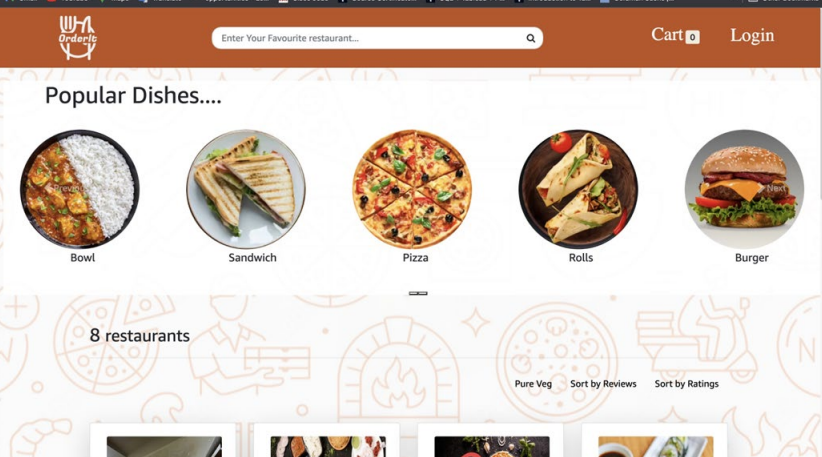 Orderit
Enter Your Favourite restaurant...
Cart 0
Login
Popular Dishes....
Previous
Next
Bowl
Sandwich
Pizza
Rolls
Burger
8 restaurants
Pure Veg
Sort by Reviews
Sort by Ratings